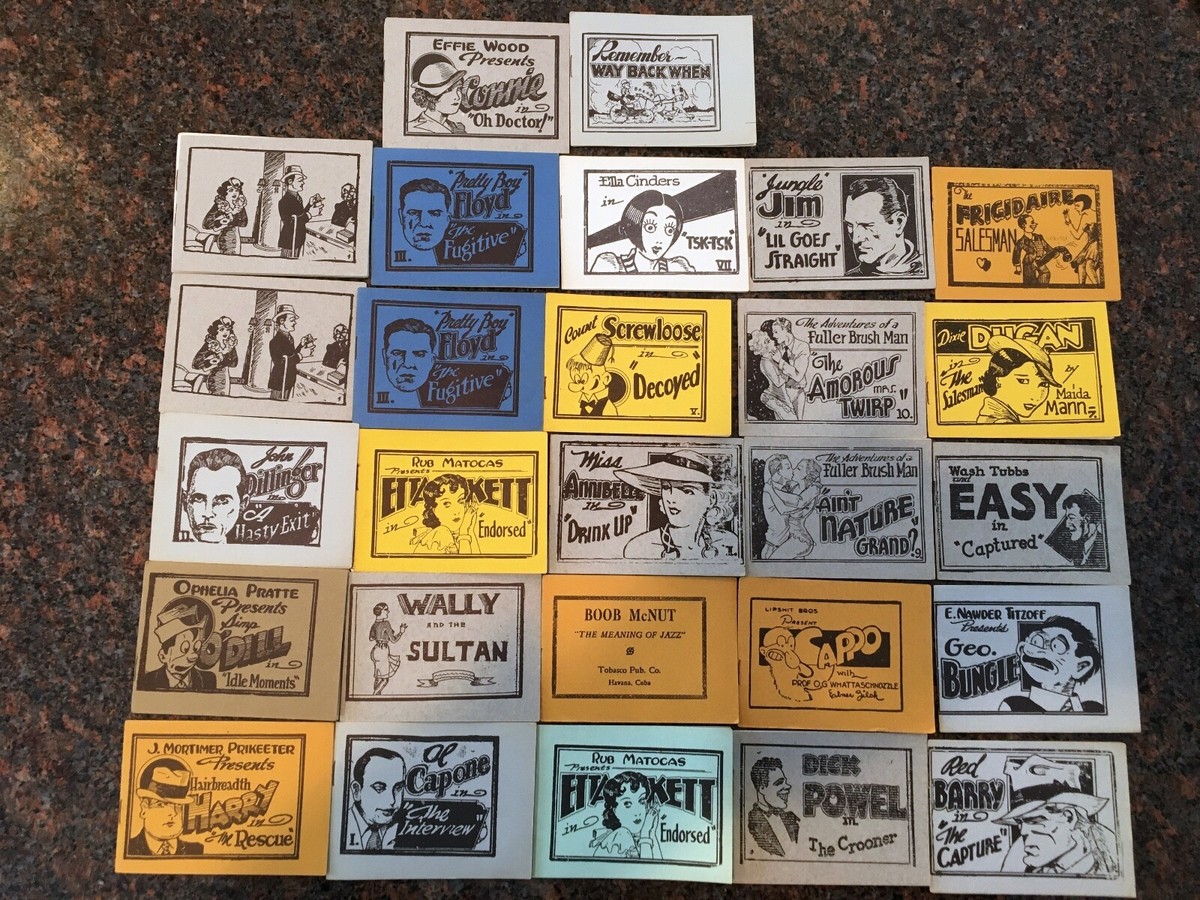 EFFIE WOOD
Presents
Connie
in
"Oh Doctor!"
Remember~
WAY BACK WHEN
"Pretty Boy"
Floyd
in
"The
Fugitive"
III.
Ella Cinders
in
"TSK-TSK"
VII.
"Jungle"
JIM
in
"LIL GOES
STRAIGHT"
The
FRIGIDAIRE
SALESMAN
"Pretty Boy"
Floyd
in
"The
Fugitive"
III.
Count Screwloose
in
"Decoyed"
V.
The Adventures of a
Fuller Brush Man
"The
AMOROUS
MRS.
TWIRP"
10.
Dixie DUGAN
in
"The
Salesman"
by
Maida
Mann
7.
John
Dillinger
in
"A
Hasty Exit"
II.
RUB MATOCAS
Presents
ETTA KETT
in
"Endorsed"
Miss
ANNIBELLE
IN
"DRINK UP"
I.
The Adventures of a
Fuller Brush Man
"AIN'T
NATURE
GRAND?"
9.
WASH TUBBS
and
EASY
in
"Captured"
OPHELIA PRATTE
Presents
Simp
O'DILL
in
"Idle Moments"
WALLY
AND THE
SULTAN
BOOB McNUT
"THE MEANING OF JAZZ"
Tobacco Pub. Co.
Havana, Cuba
LIPSHIT BROS
PRESENT
SAPPO
with
PROF. O.G. WHATTASCHNOZZLE
E. NAWDER TITZOFF
Presents
Geo.
BUNGLE
J. MORTIMER PRIKEETER
Presents
Hairbreadth
HARRY
in
"The Rescue"
Al
Capone
in
"The
Interview"
I.
RUB MATOCAS
Presents
ETTA KETT
in
"Endorsed"
DICK
POWEL
IN
The Crooner
Red
BARRY
in
"The
CAPTURE"